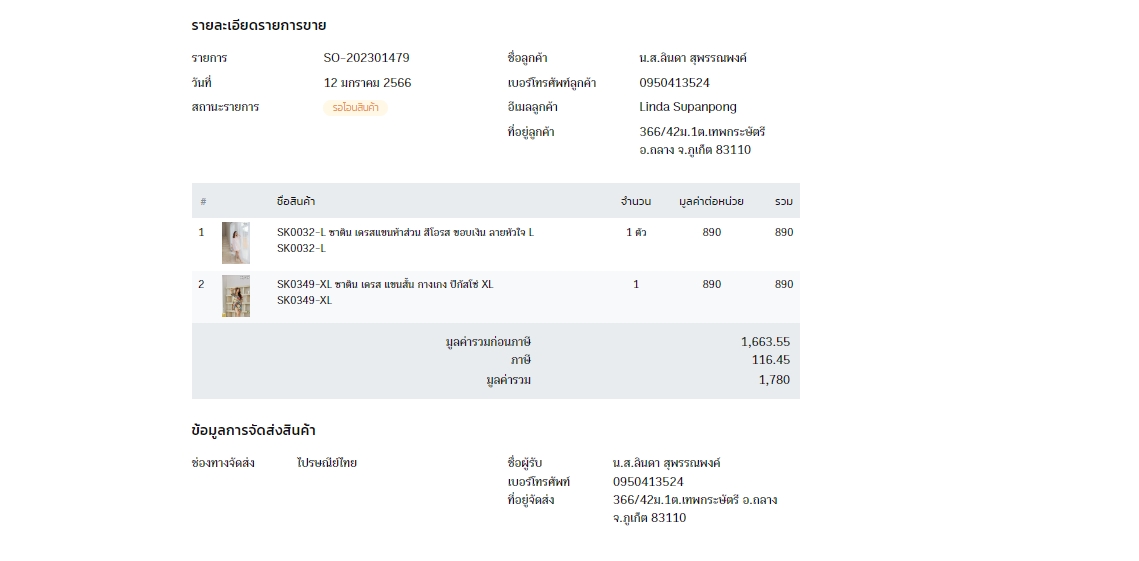 รายละเอียดรายการขาย
รายการ SO-202301479 ชื่อลูกค้า น.ส.ลินดา สุพรรณพงค์
วันที่ 12 มกราคม 2566 เบอร์โทรศัพท์ลูกค้า 0950413524
สถานะรายการ รอโอนสินค้า อีเมลลูกค้า Linda Supanpong
ที่อยู่ลูกค้า 366/42ม.1ต.เทพกระษัตรี
อ.ถลาง จ.ภูเก็ต 83110
# ชื่อสินค้า จำนวน มูลค่าต่อหน่วย รวม
1 SK0032-L ซาติน เดรสแขนห้าส่วน สีโอรส ขอบเงิน ลายหัวใจ L 1 ตัว 890 890
SK0032-L
2 SK0349-XL ซาติน เดรส แขนสั้น กางเกง ปิกัสโซ่ XL 1 890 890
SK0349-XL
มูลค่ารวมก่อนภาษี 1,663.55
ภาษี 116.45
มูลค่ารวม 1,780
ข้อมูลการจัดส่งสินค้า
ช่องทางจัดส่ง ไปรษณีย์ไทย ชื่อผู้รับ น.ส.ลินดา สุพรรณพงค์
เบอร์โทรศัพท์ 0950413524
ที่อยู่จัดส่ง 366/42ม.1ต.เทพกระษัตรี อ.ถลาง
จ.ภูเก็ต 83110